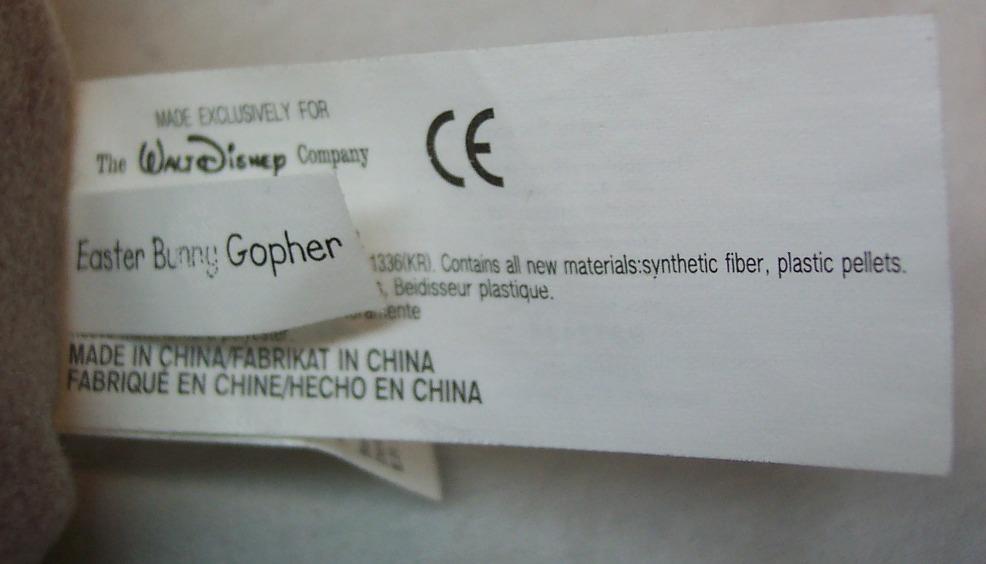 MADE EXCLUSIVELY FOR
The Walt Disney Company
CE
Easter Bunny Gopher
1336(KR). Contains all new materials:synthetic fiber, plastic pellets.
, Beidisseur plastique.
polyester.
MADE IN CHINA/FABRIKAT IN CHINA
FABRIQUÉ EN CHINE/HECHO EN CHINA